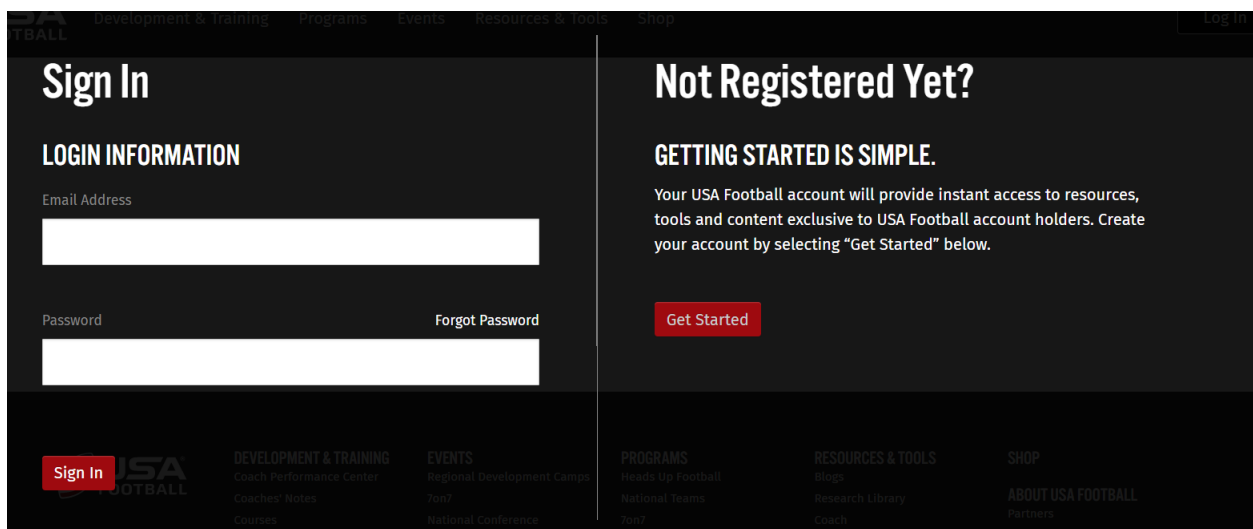 USA
FOOTBALL
Development & Training Programs Events Resources & Tools Shop Log In
Sign In
LOGIN INFORMATION
Email Address
Password Forgot Password
Sign In
Not Registered Yet?
GETTING STARTED IS SIMPLE.
Your USA Football account will provide instant access to resources,
tools and content exclusive to USA Football account holders. Create
your account by selecting “Get Started” below.
Get Started
USA
FOOTBALL
DEVELOPMENT & TRAINING
Coach Performance Center
Coaches' Notes
Courses
EVENTS
Regional Development Camps
7on7
National Conference
PROGRAMS
Heads Up Football
National Teams
7on7
RESOURCES & TOOLS
Blogs
Research Library
Coach
SHOP
ABOUT USA FOOTBALL
Partners